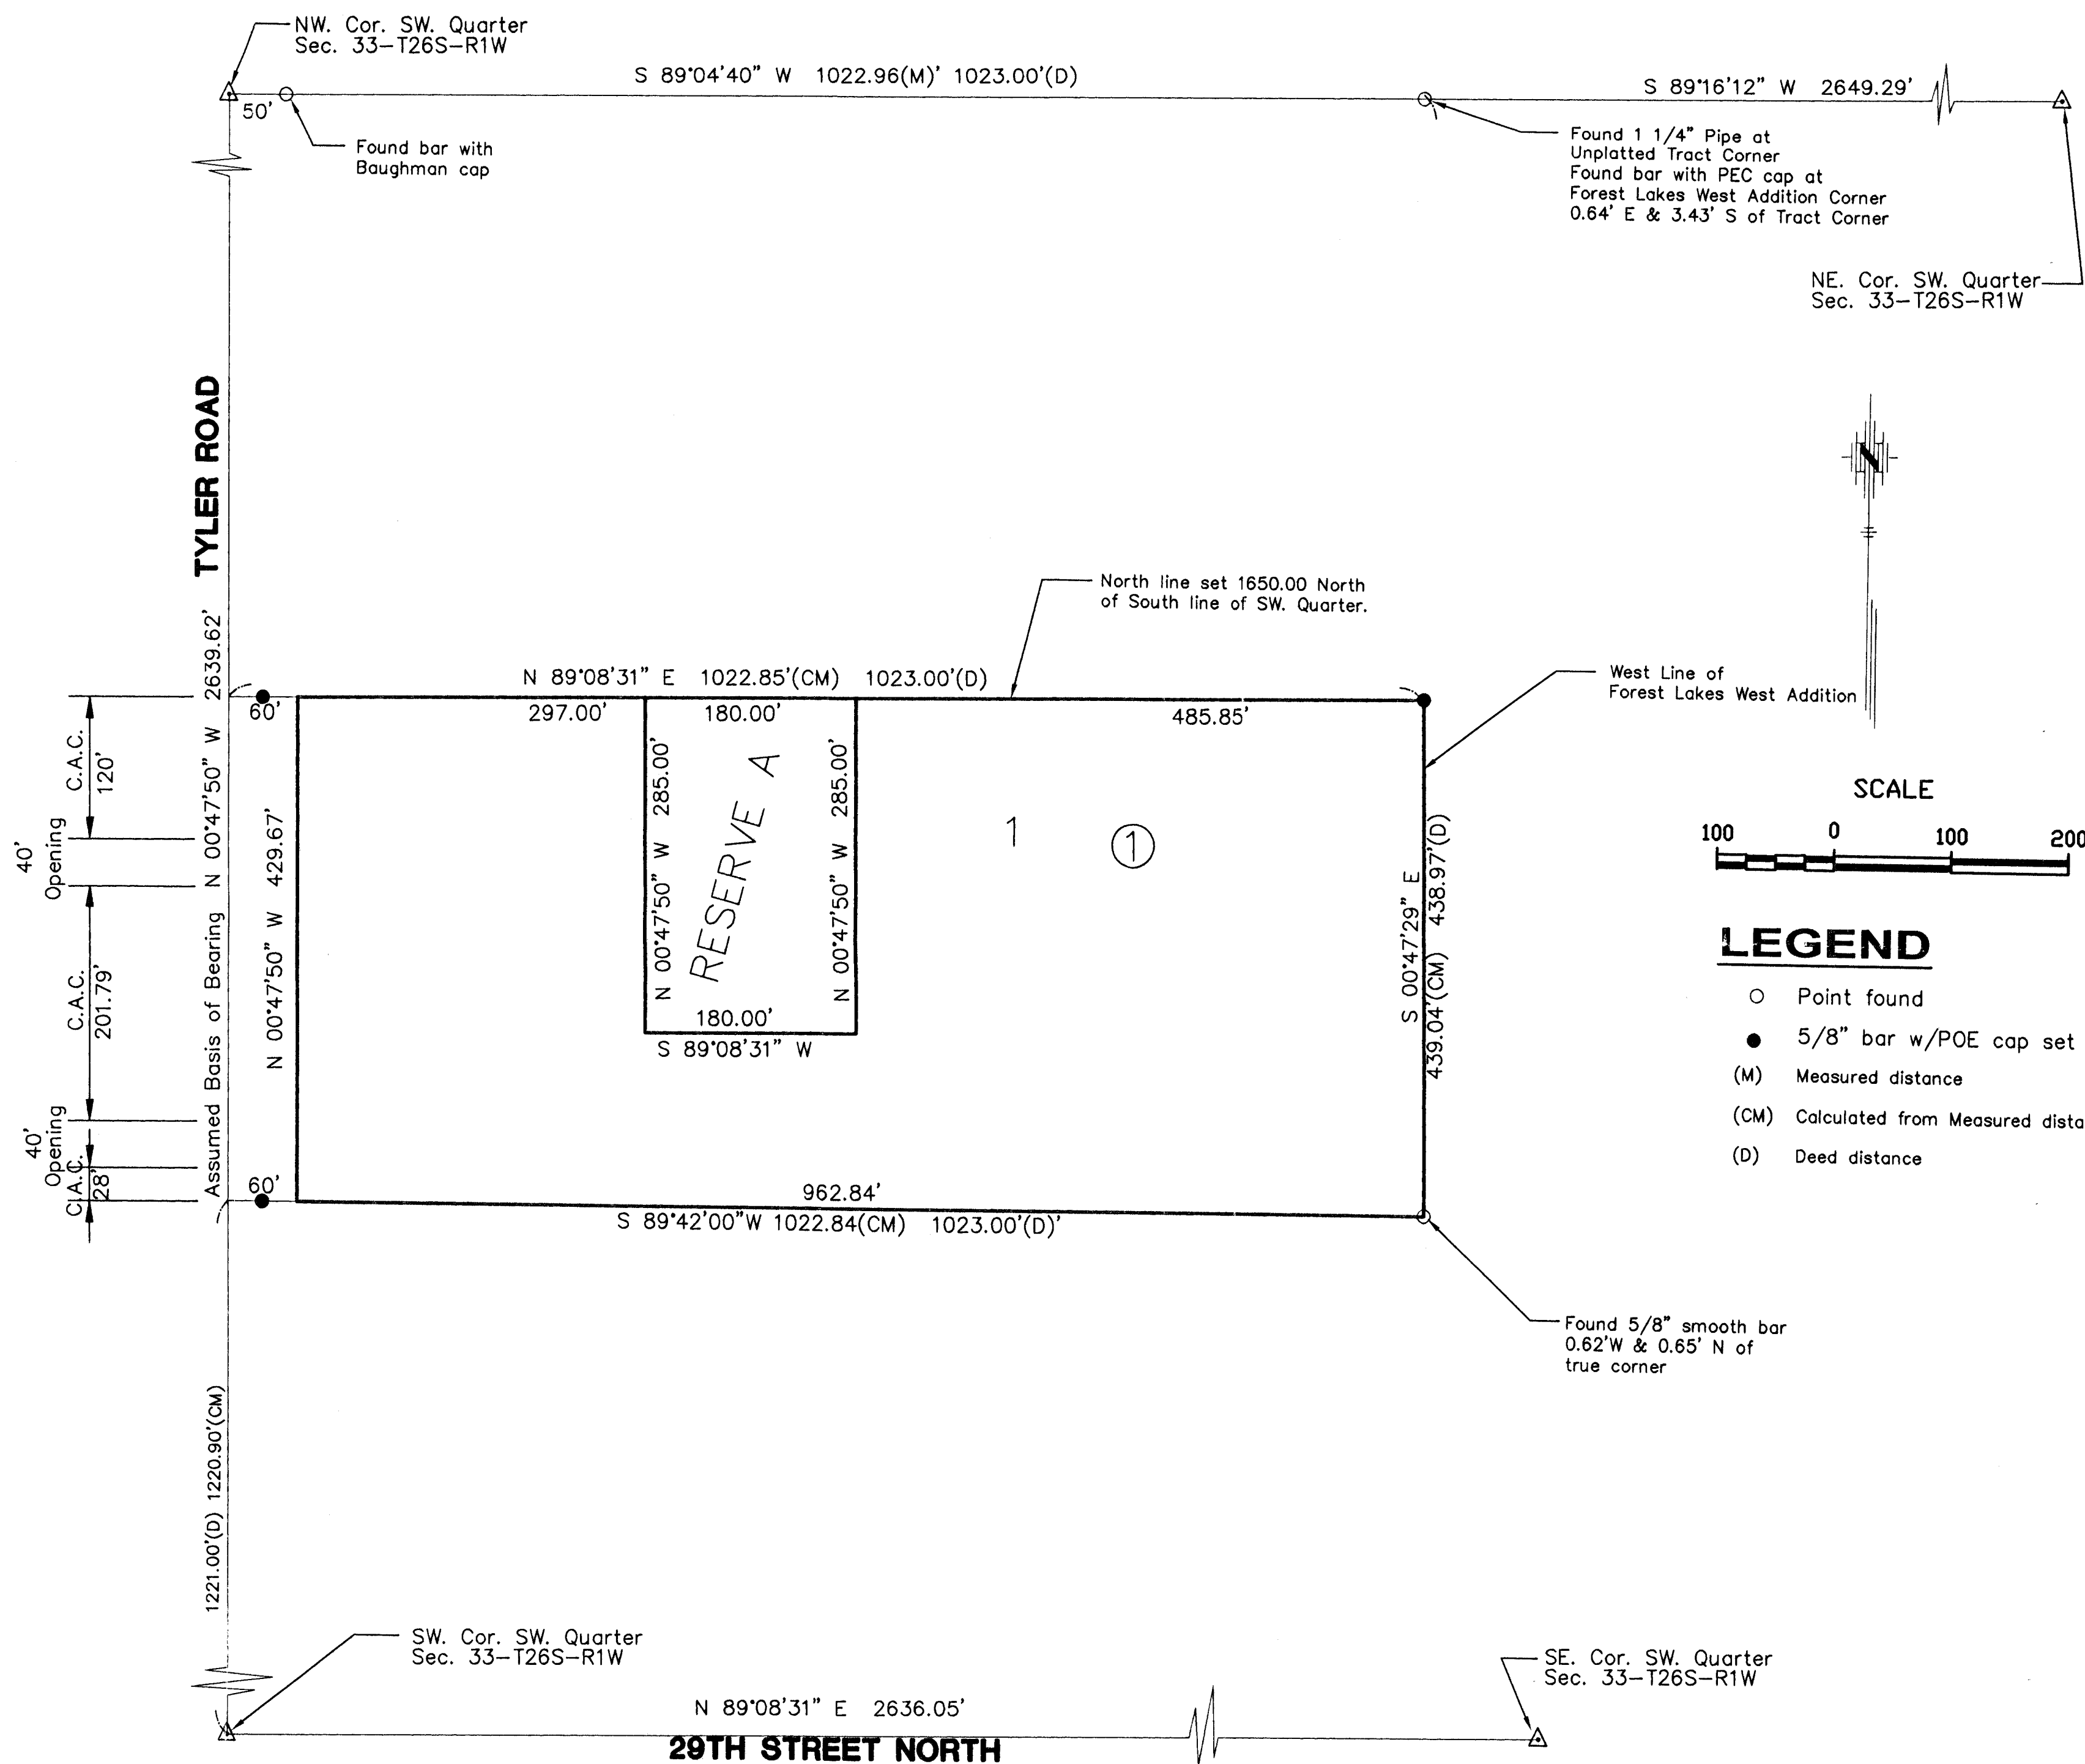 NW. Cor. SW. Quarter
Sec. 33-T26S-R1W
S 89°04'40" W 1022.96(M)' 1023.00'(D)
S 89°16'12" W 2649.29'
50'
Found bar with
Baughman cap
Found 1 1/4" Pipe at
Unplatted Tract Corner
Found bar with PEC cap at
Forest Lakes West Addition Corner
0.64' E & 3.43' S of Tract Corner
NE. Cor. SW. Quarter
Sec. 33-T26S-R1W
TYLER ROAD
N
North line set 1650.00 North
of South line of SW. Quarter.
West Line of
Forest Lakes West Addition
N 89°08'31" E 1022.85'(CM) 1023.00'(D)
60'
297.00'
180.00'
485.85'
C.A.C.
120'
40'
Opening
C.A.C.
201.79'
40'
Opening
C.A.C.
28'
Assumed Basis of Bearing N 00°47'50" W 2639.62'
N 00°47'50" W 429.67'
N 00°47'50" W 285.00'
RESERVE A
N 00°47'50" W 285.00'
180.00'
S 89°08'31" W
1
1
S 00°47'29" E
439.04'(CM) 438.97'(D)
SCALE
100 0 100 200
LEGEND
Point found
5/8" bar w/POE cap set
(M) Measured distance
(CM) Calculated from Measured dista
(D) Deed distance
60'
962.84'
S 89°42'00"W 1022.84(CM) 1023.00'(D)'
Found 5/8" smooth bar
0.62'W & 0.65' N of
true corner
1221.00'(D) 1220.90'(CM)
SW. Cor. SW. Quarter
Sec. 33-T26S-R1W
SE. Cor. SW. Quarter
Sec. 33-T26S-R1W
N 89°08'31" E 2636.05'
29TH STREET NORTH